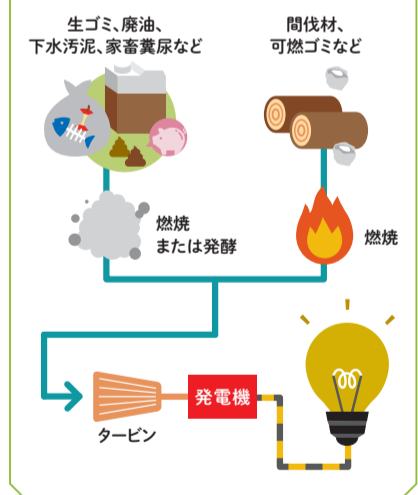 生ゴミ、廃油、
下水汚泥、家畜糞尿など
間伐材、
可燃ゴミなど
燃焼
または発酵
燃焼
発電機
タービン